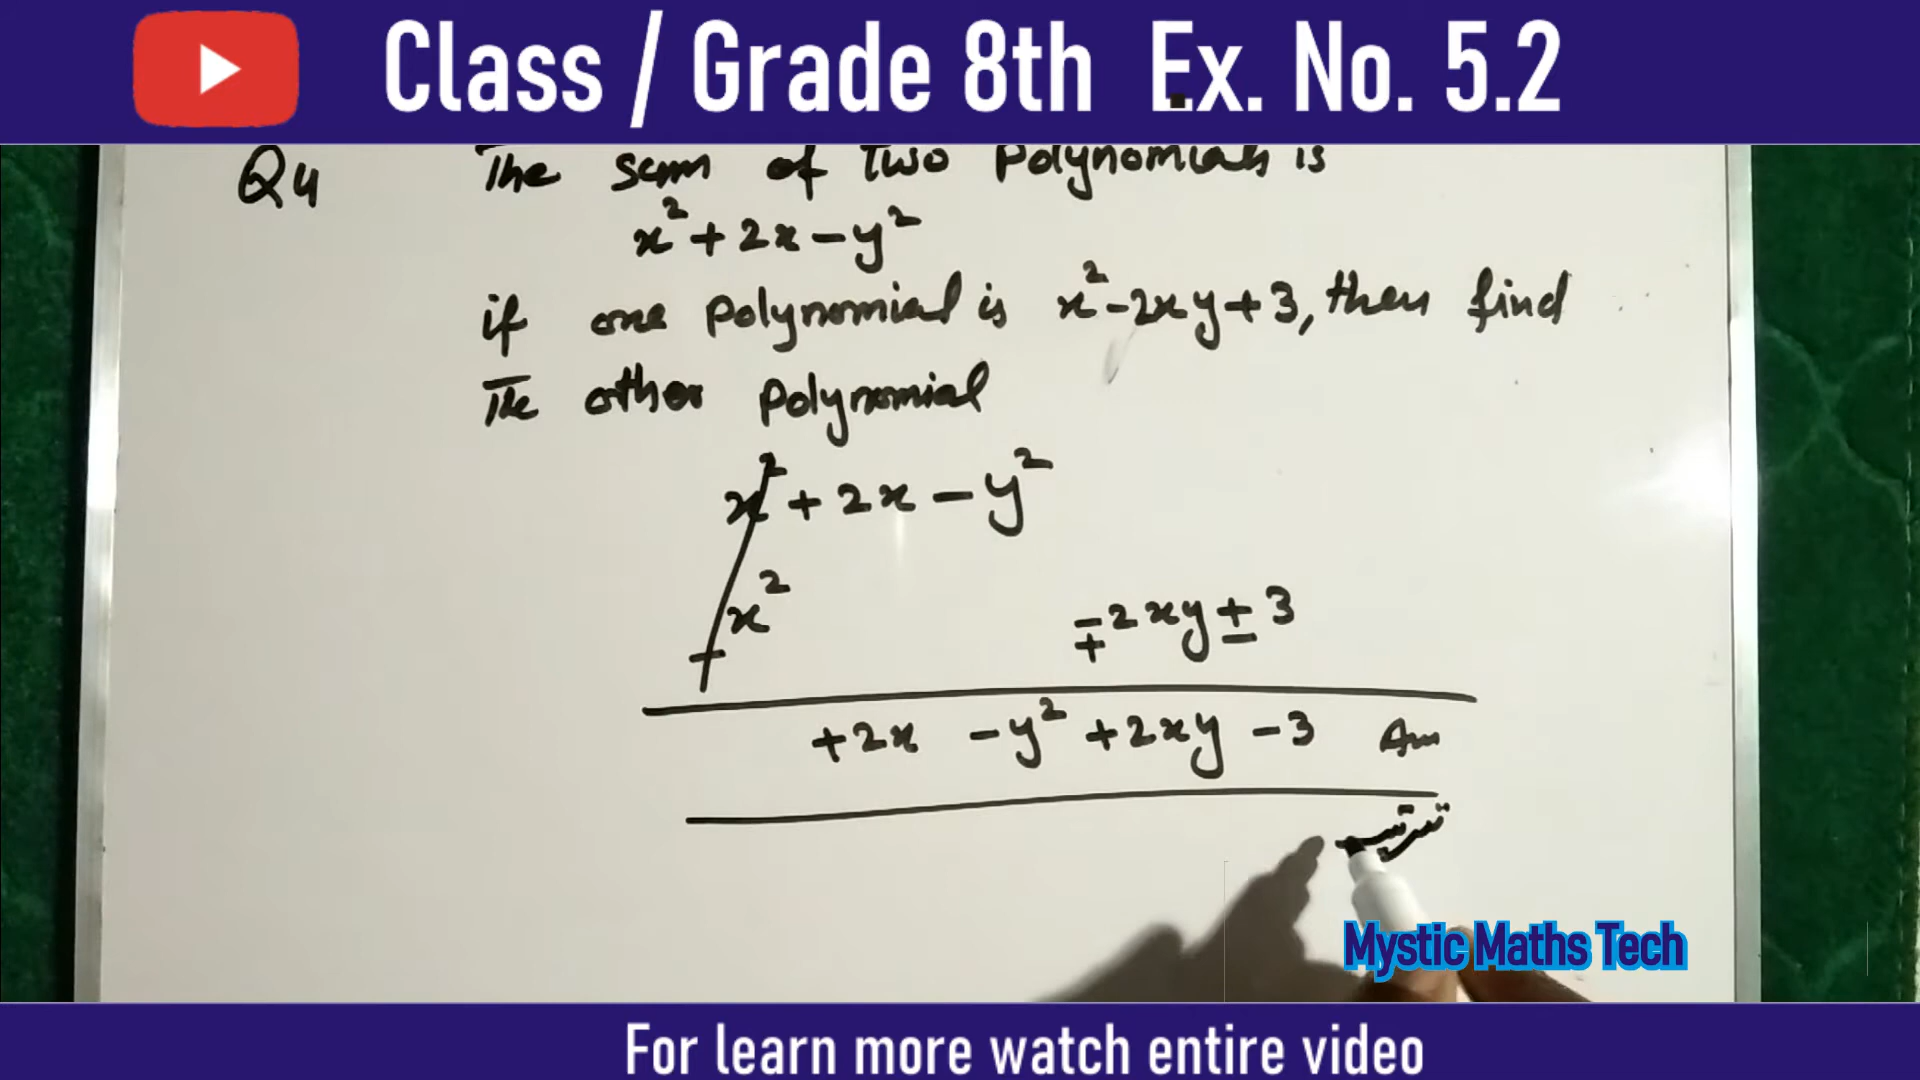 Class / Grade 8th Ex. No. 5.2
Q4 The sum of two polynomials is
x² + 2x - y²
if one polynomial is x² - 2xy + 3, then find
The other polynomial
x² + 2x - y²
x² - 2xy + 3
- + -
+2x - y² + 2xy - 3 Ans
Mystic Maths Tech
For learn more watch entire video